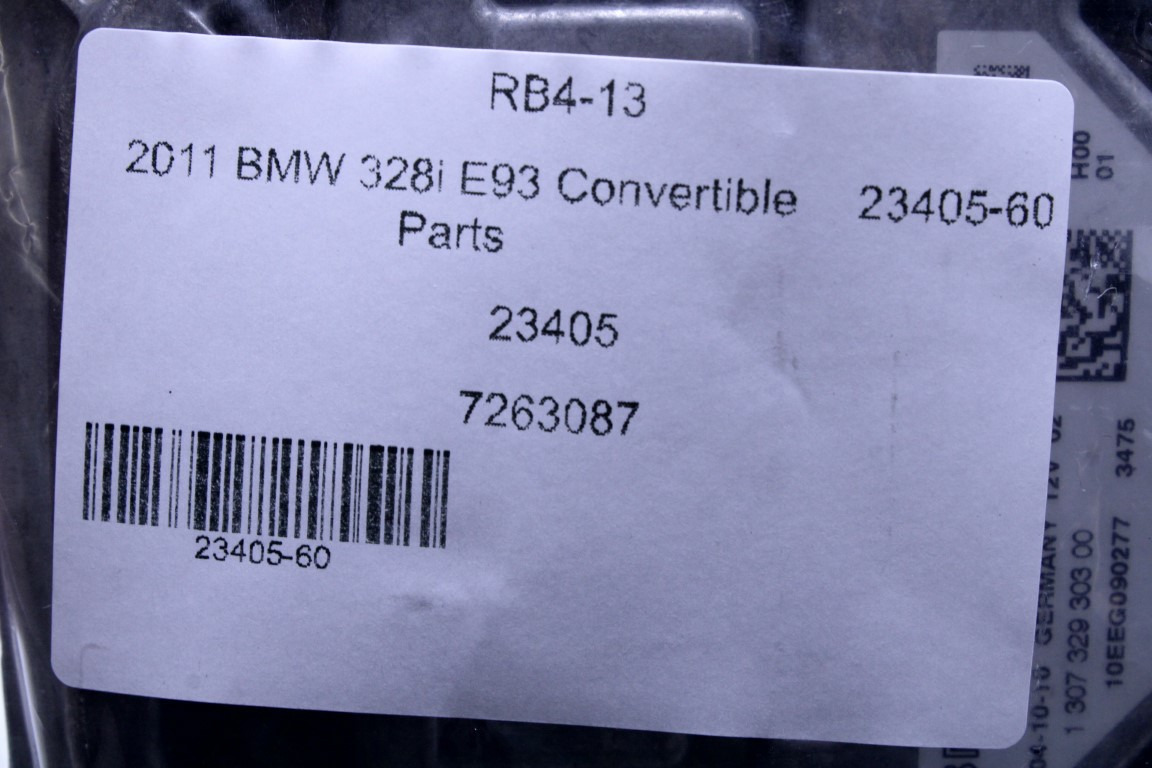 RB4-13
2011 BMW 328i E93 Convertible 23405-60
Parts
23405
7263087
23405-60
H00
01
3475
GERMANY 12V
1 307 329 303 00
10EEG090277